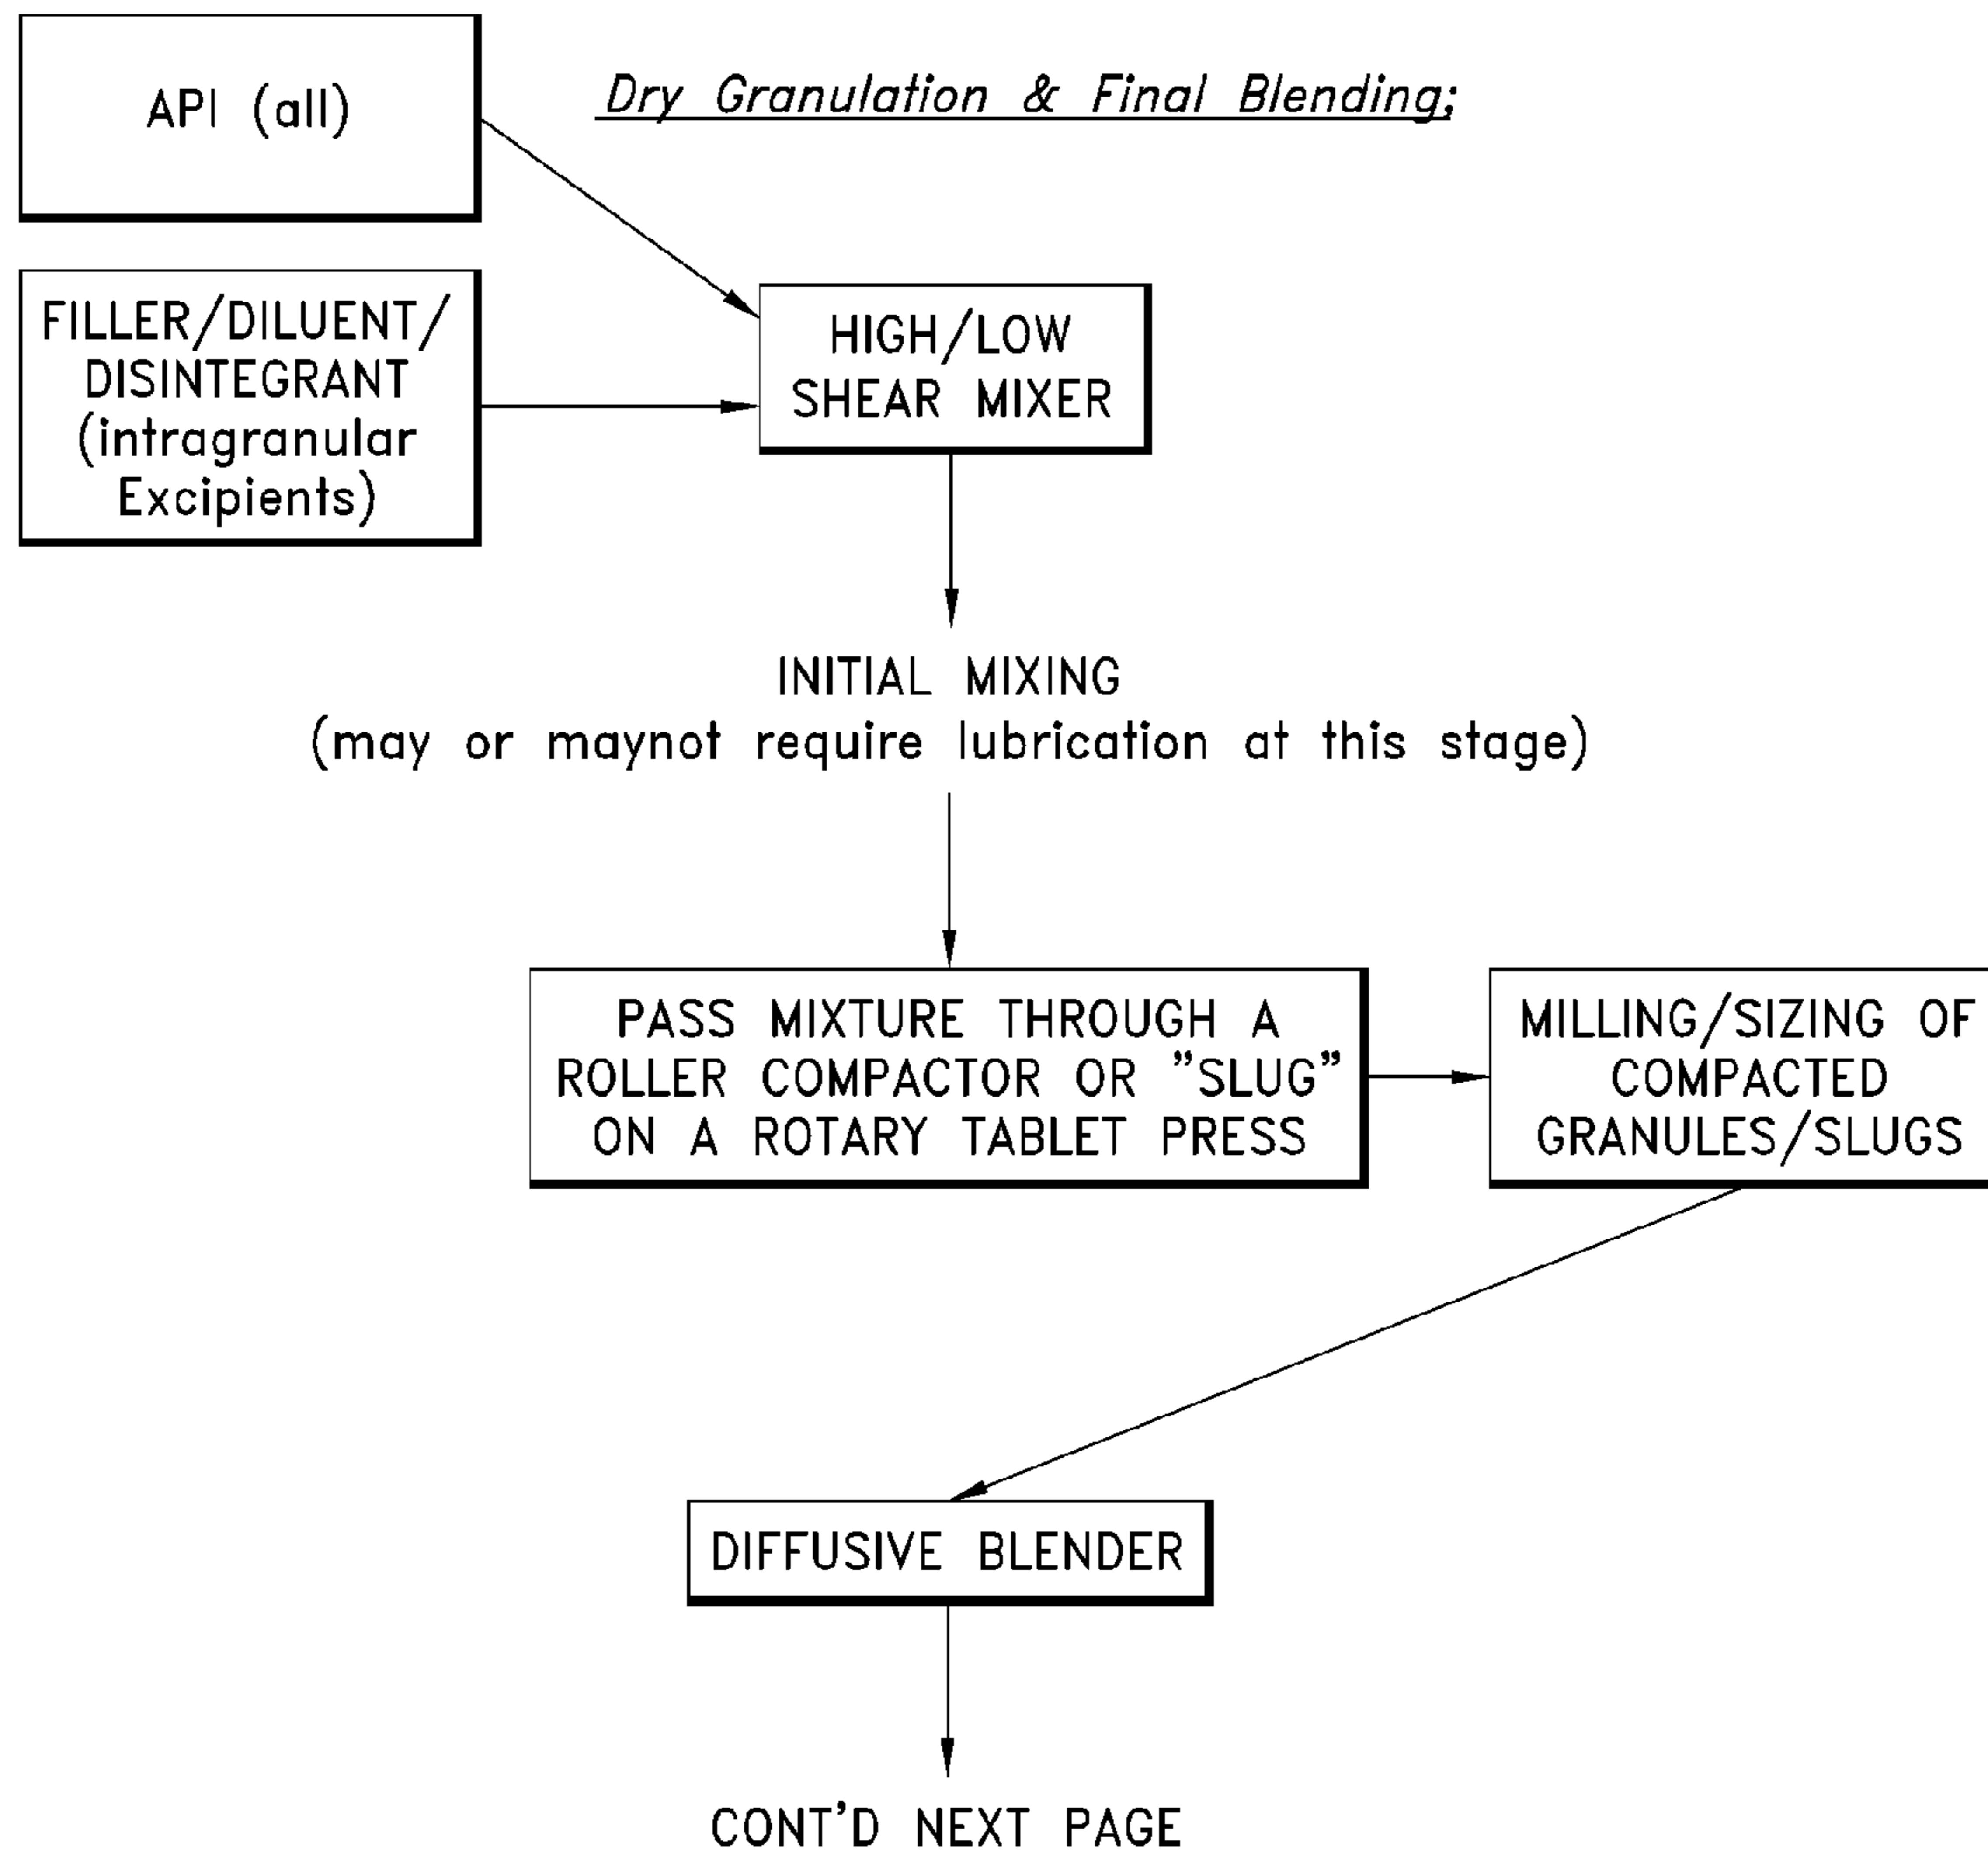 API (all)
Dry Granulation & Final Blending:
FILLER/DILUENT/
DISINTEGRANT
(intragranular
Excipients)
HIGH/LOW
SHEAR MIXER
INITIAL MIXING
(may or maynot require lubrication at this stage)
PASS MIXTURE THROUGH A
ROLLER COMPACTOR OR "SLUG"
ON A ROTARY TABLET PRESS
MILLING/SIZING OF
COMPACTED
GRANULES/SLUGS
DIFFUSIVE BLENDER
CONT'D NEXT PAGE